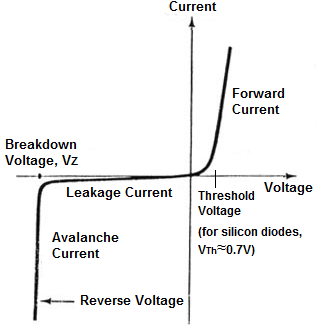 Current
Forward
Current
Breakdown
Voltage, Vz
Leakage Current
Threshold
Voltage
(for silicon diodes,
VTh≈0.7V)
Voltage
Avalanche
Current
Reverse Voltage